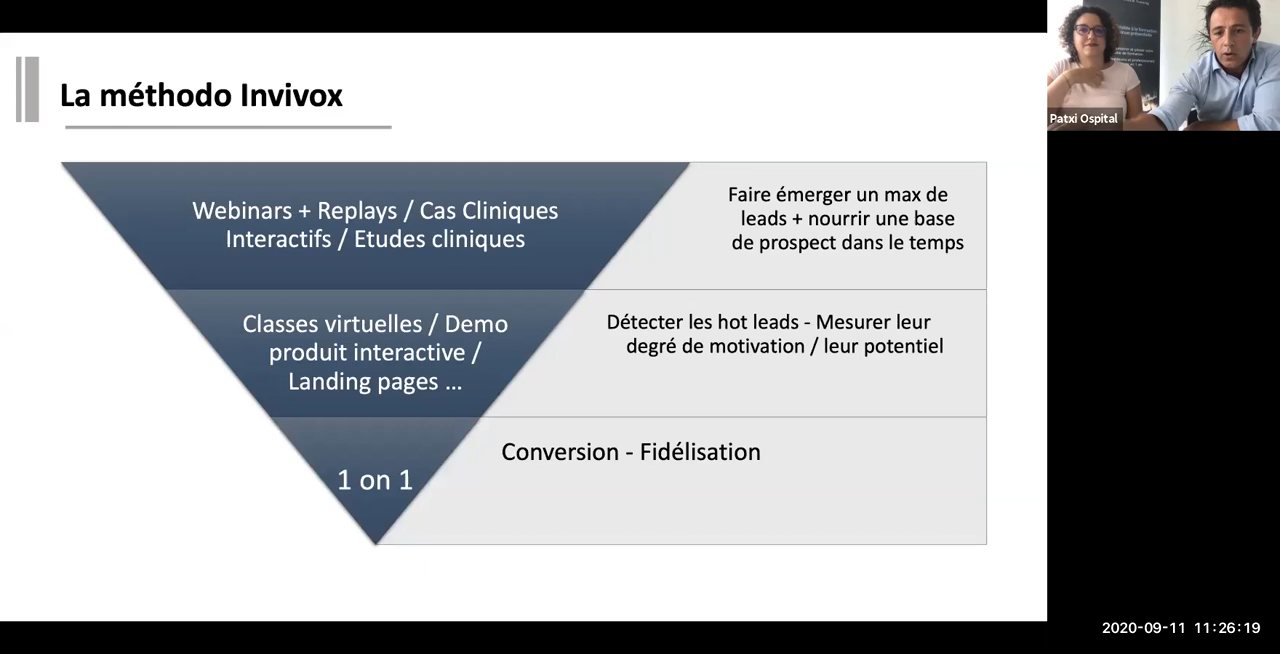 La méthodo Invivox
Webinars + Replays / Cas Cliniques
Interactifs / Etudes cliniques
Faire émerger un max de
leads + nourrir une base
de prospect dans le temps
Classes virtuelles / Demo
produit interactive /
Landing pages ...
Détecter les hot leads - Mesurer leur
degré de motivation / leur potentiel
1 on 1
Conversion - Fidélisation
Patxi Ospital
2020-09-11 11:26:19